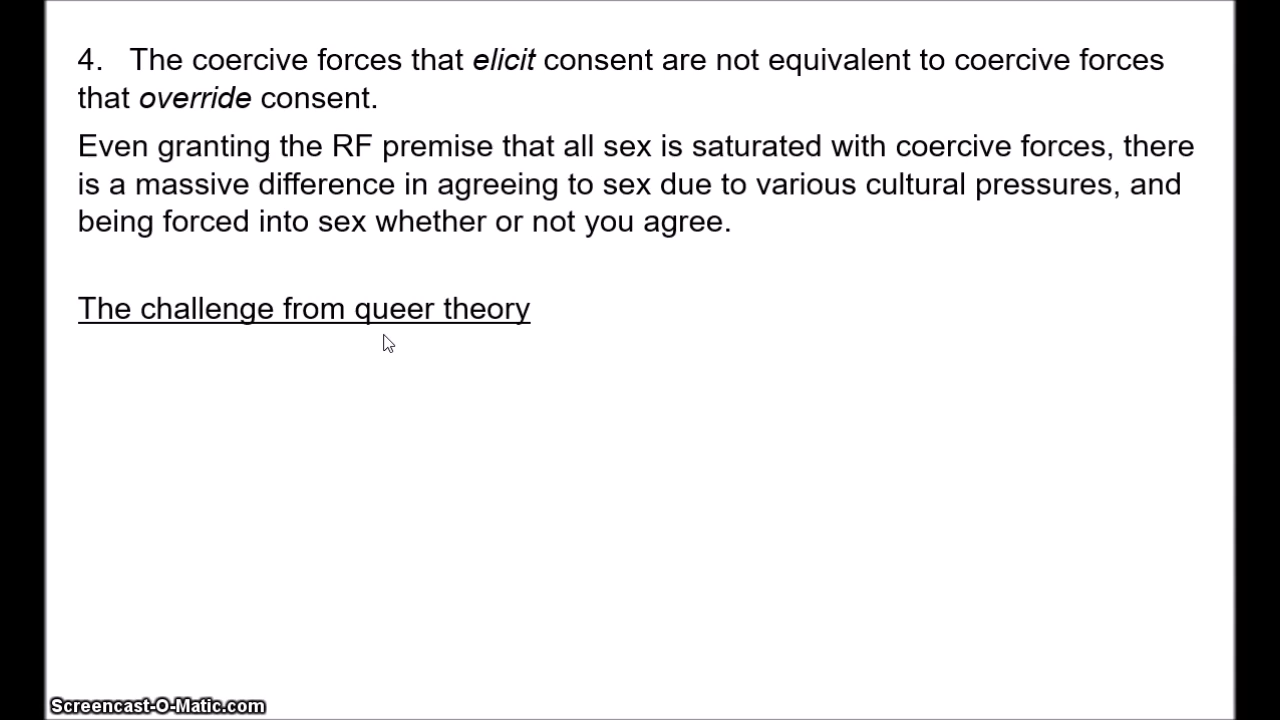 4. The coercive forces that elicit consent are not equivalent to coercive forces
that override consent.
Even granting the RF premise that all sex is saturated with coercive forces, there
is a massive difference in agreeing to sex due to various cultural pressures, and
being forced into sex whether or not you agree.
The challenge from queer theory
Screencast-O-Matic.com